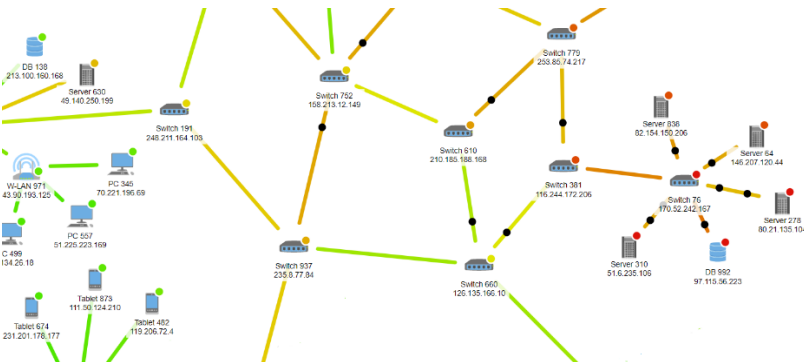 DB 138
213.100.160.168
Server 630
49.140.250.199
Switch 191
248.211.164.103
Switch 752
158.213.12.149
Switch 779
253.85.74.217
Switch 610
210.185.188.168
Server 838
82.154.150.206
Server 64
146.207.120.44
W-LAN 971
43.90.193.125
PC 345
70.221.196.69
Switch 381
116.244.172.206
Switch 76
170.52.242.167
Server 278
80.21.135.104
PC 557
51.225.223.169
C 499
134.26.18
Switch 937
235.8.77.84
Switch 660
126.135.166.10
Server 310
51.6.235.106
DB 992
97.115.56.223
Tablet 873
111.50.124.210
Tablet 482
119.206.72.4
Tablet 674
231.201.178.177